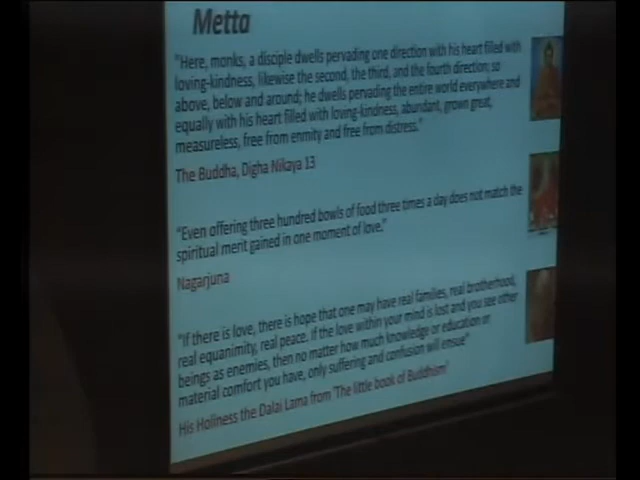 Metta
"Here, monks, a disciple dwells pervading one direction with his heart filled with
loving-kindness, likewise the second, the third, and the fourth direction; so
above, below and around; he dwells pervading the entire world everywhere and
equally with his heart filled with loving-kindness, abundant, grown great,
measureless, free from enmity and free from distress."
The Buddha, Digha Nikaya 13
"Even offering three hundred bowls of food three times a day does not match the
spiritual merit gained in one moment of love."
Nagarjuna
"If there is love, there is hope that one may have real families, real brotherhood,
real equanimity, real peace. If the love within your mind is lost and you see other
beings as enemies, then no matter how much knowledge or education or
material comfort you have, only suffering and confusion will ensue"
His Holiness the Dalai Lama from 'The little book of Buddhism'